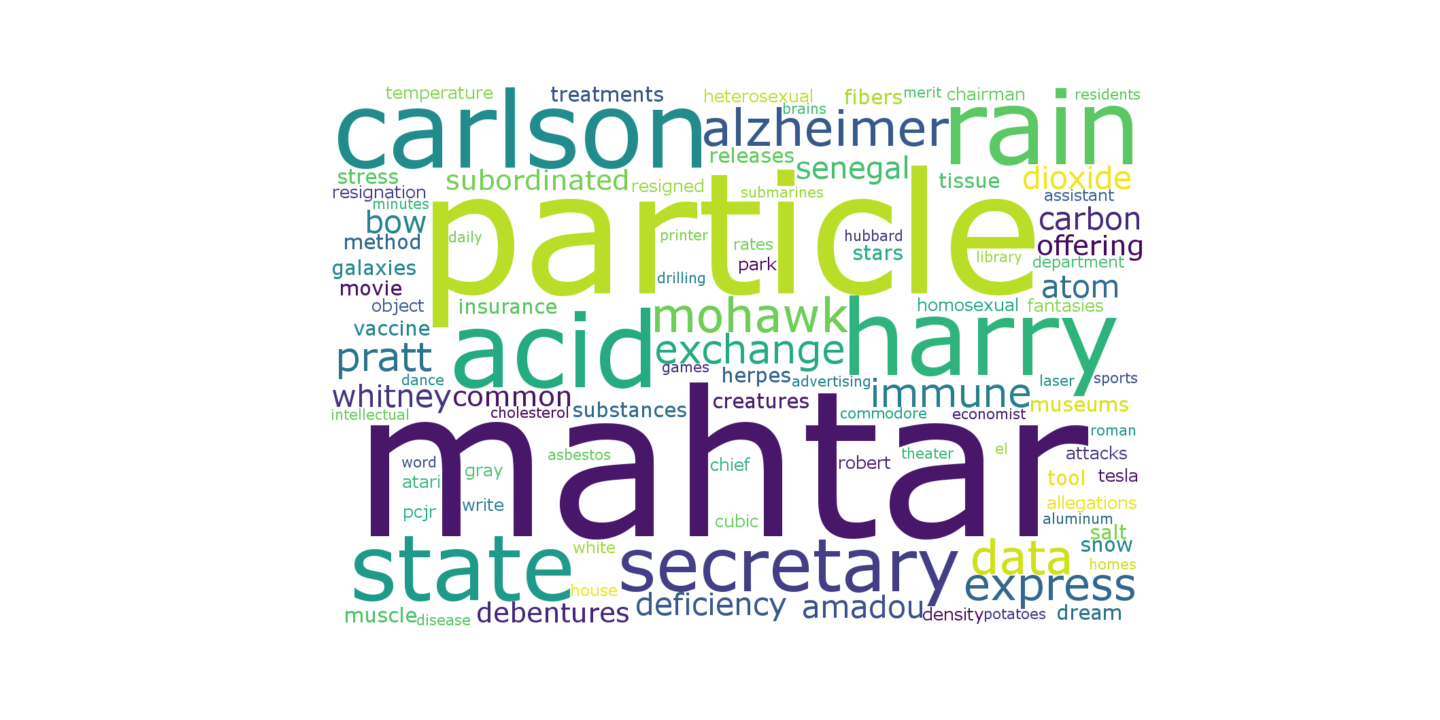 temperature treatments heterosexual fibers merit chairman residents
carlson brains alzheimer rain
releases senegal
stress subordinated resigned tissue dioxide
resignation submarines assistant
minutes particle
bow carbon
method daily printer rates hubbard offering
galaxies park stars library department
movie drilling atom
object insurance homosexual fantasies
vaccine acid mohawk harry
pratt exchange
dance games herpes advertising laser sports
whitney common creatures immune museums
intellectual cholesterol substances commodore economist
mahtar roman
word gray asbestos chief robert theater el attacks
atari tool tesla
pcjr write cubic allegations
aluminum salt
state white secretary data snow
house express homes
muscle disease debentures deficiency amadou density potatoes dream